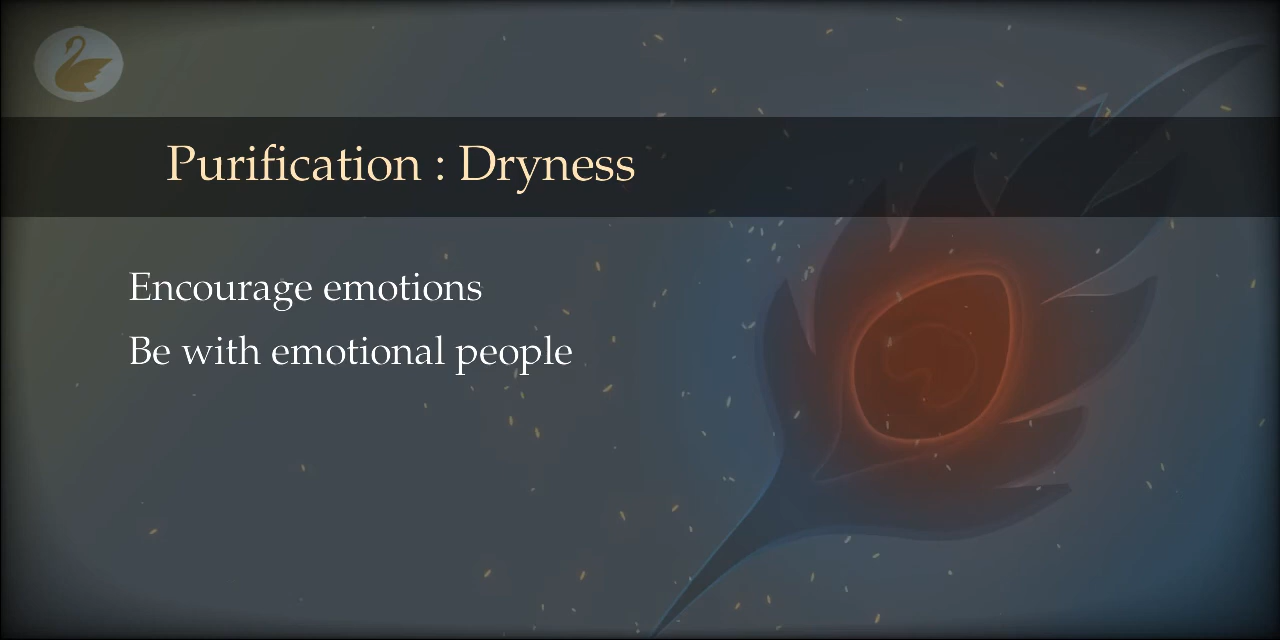 Purification : Dryness
Encourage emotions
Be with emotional people